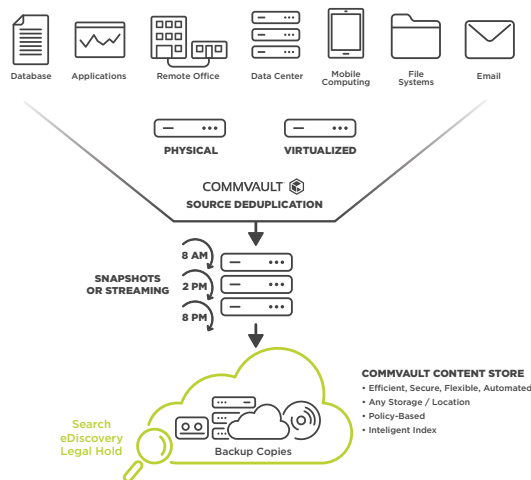 Database
Applications
Remote Office
Data Center
Mobile
Computing
File
Systems
Email
PHYSICAL
VIRTUALIZED
COMMVAULT
SOURCE DEDUPLICATION
8 AM
SNAPSHOTS
OR STREAMING
2 PM
8 PM
COMMVAULT CONTENT STORE
• Efficient, Secure, Flexible, Automated
• Any Storage / Location
• Policy-Based
• Inteligent Index
Search
eDiscovery
Legal Hold
Backup Copies